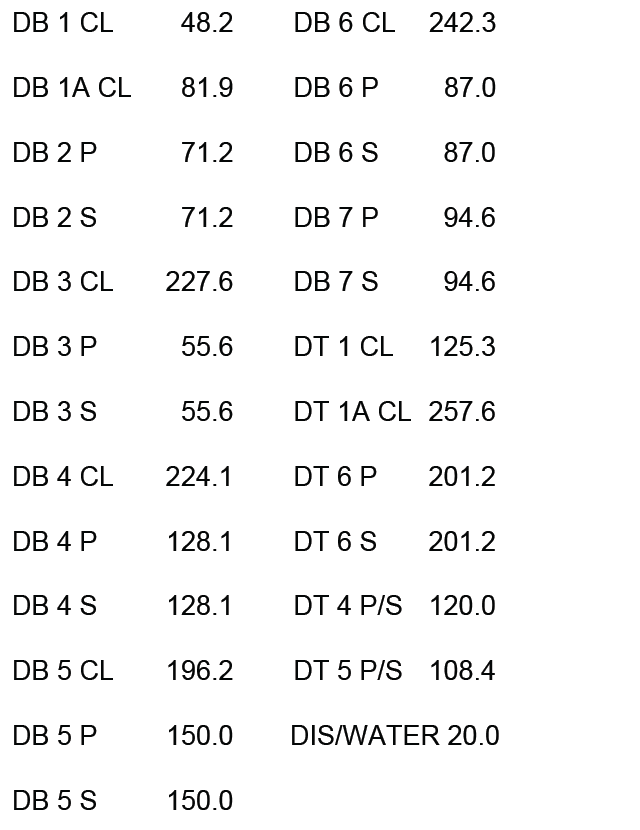 DB 1 CL 48.2 DB 6 CL 242.3
DB 1A CL 81.9 DB 6 P 87.0
DB 2 P 71.2 DB 6 S 87.0
DB 2 S 71.2 DB 7 P 94.6
DB 3 CL 227.6 DB 7 S 94.6
DB 3 P 55.6 DT 1 CL 125.3
DB 3 S 55.6 DT 1A CL 257.6
DB 4 CL 224.1 DT 6 P 201.2
DB 4 P 128.1 DT 6 S 201.2
DB 4 S 128.1 DT 4 P/S 120.0
DB 5 CL 196.2 DT 5 P/S 108.4
DB 5 P 150.0 DIS/WATER 20.0
DB 5 S 150.0